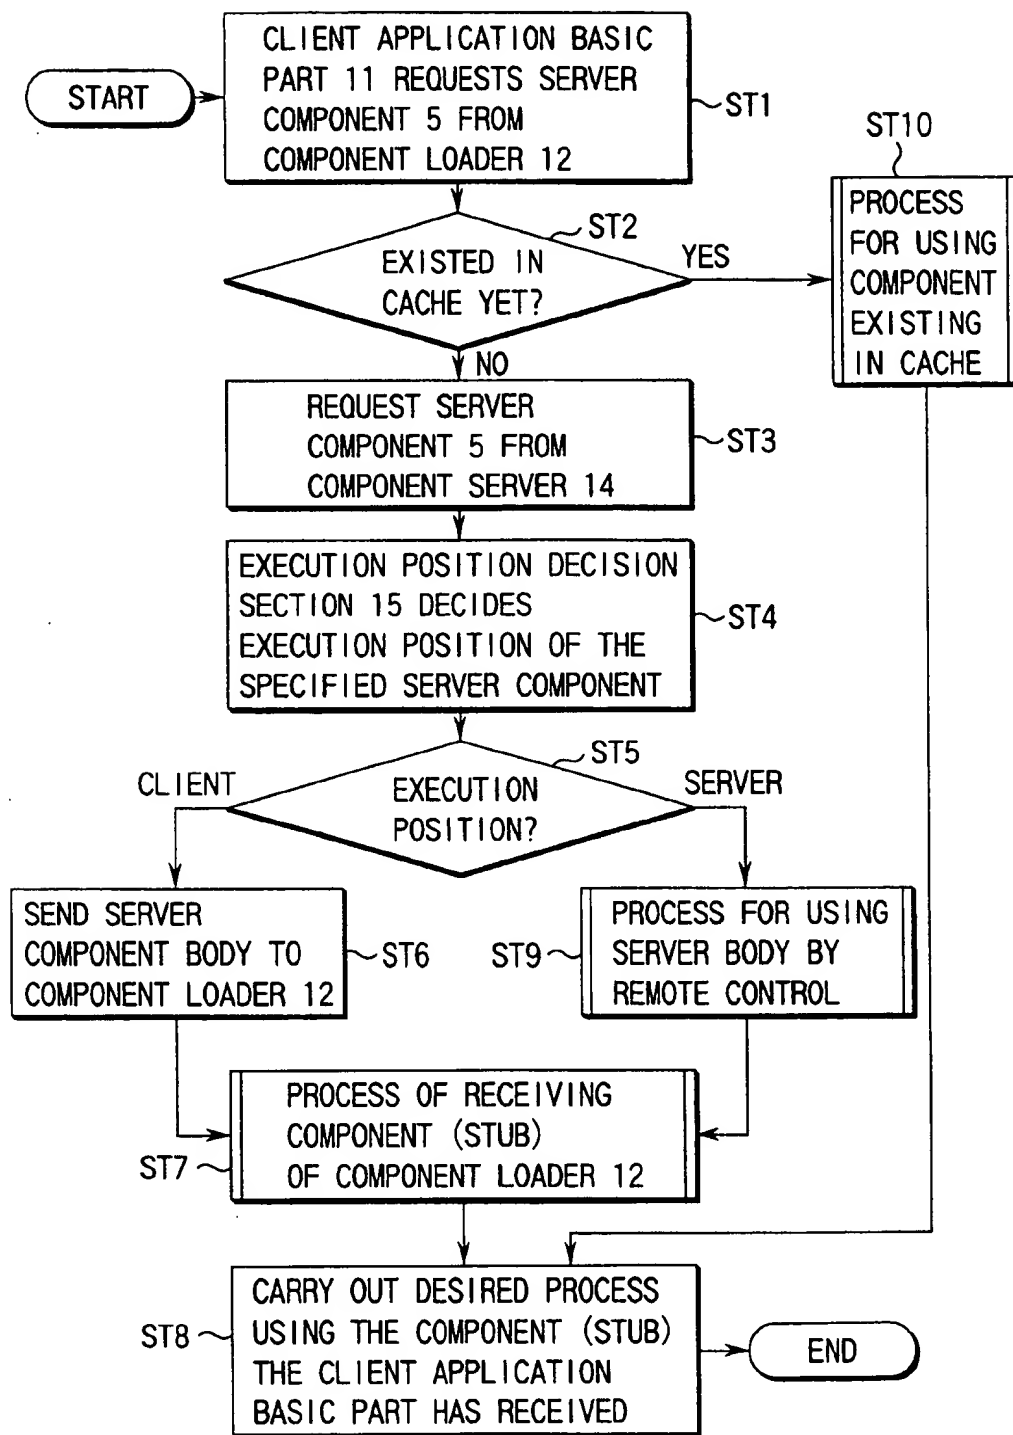 START
CLIENT APPLICATION BASIC
PART 11 REQUESTS SERVER
COMPONENT 5 FROM
COMPONENT LOADER 12
ST1
ST10
PROCESS
FOR USING
COMPONENT
EXISTING
IN CACHE
ST2
EXISTED IN
CACHE YET?
YES
NO
REQUEST SERVER
COMPONENT 5 FROM
COMPONENT SERVER 14
ST3
EXECUTION POSITION DECISION
SECTION 15 DECIDES
EXECUTION POSITION OF THE
SPECIFIED SERVER COMPONENT
ST4
ST5
CLIENT
EXECUTION
POSITION?
SERVER
SEND SERVER
COMPONENT BODY TO
COMPONENT LOADER 12
ST6
ST9
PROCESS FOR USING
SERVER BODY BY
REMOTE CONTROL
PROCESS OF RECEIVING
COMPONENT (STUB)
OF COMPONENT LOADER 12
ST7
CARRY OUT DESIRED PROCESS
USING THE COMPONENT (STUB)
THE CLIENT APPLICATION
BASIC PART HAS RECEIVED
ST8
END